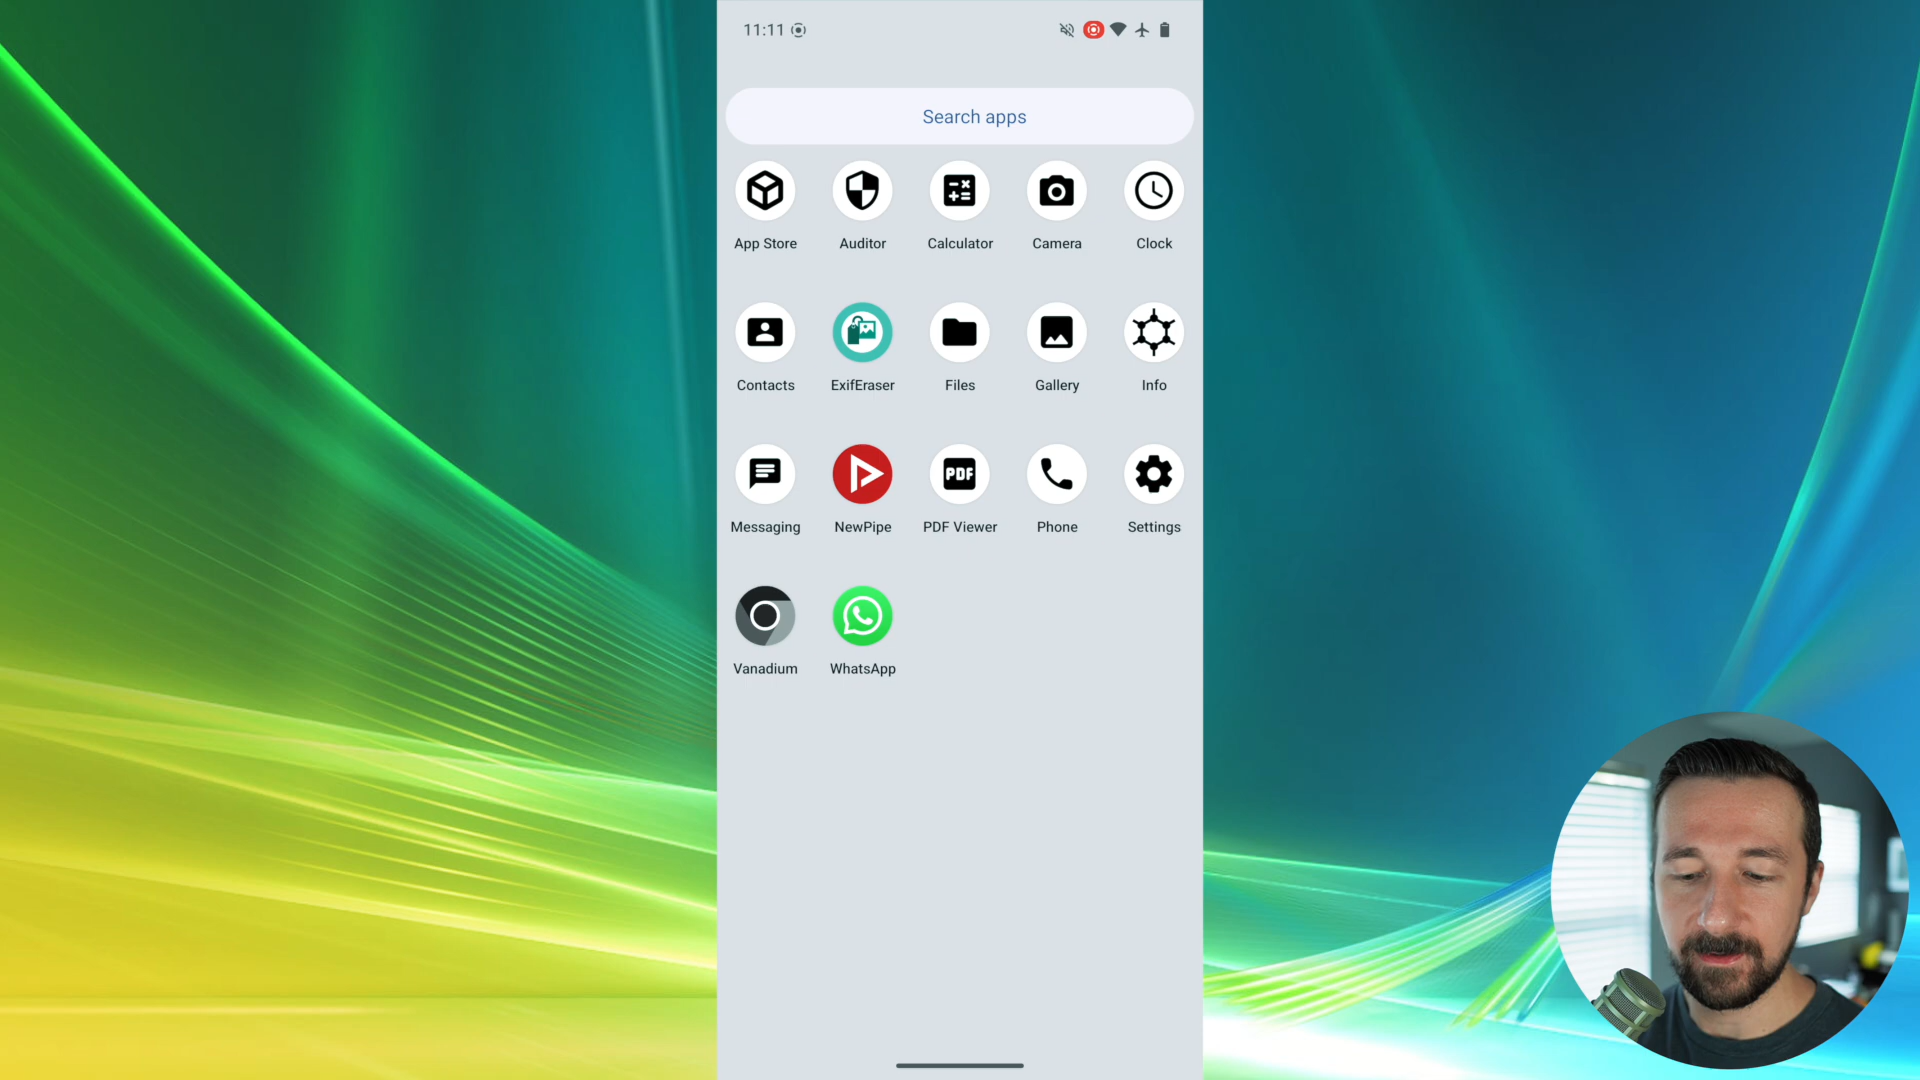 11:11
Search apps
App Store
Auditor
Calculator
Camera
Clock
Contacts
ExifEraser
Files
Gallery
Info
Messaging
NewPipe
PDF
PDF Viewer
Phone
Settings
Vanadium
WhatsApp